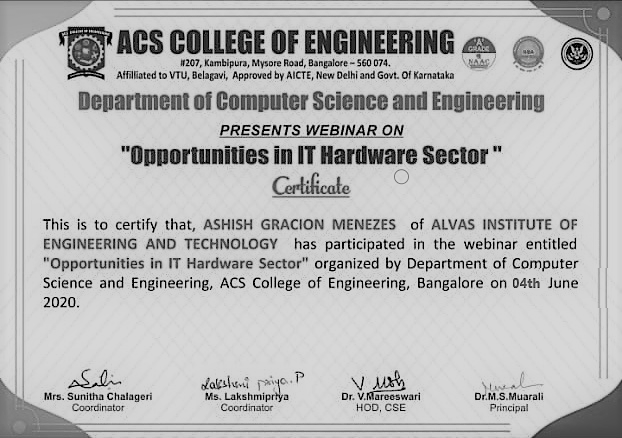 ACS COLLEGE OF ENGINEERING
#207, Kambipura, Mysore Road, Bangalore – 560 074.
Affiliated to VTU, Belagavi, Approved by AICTE, New Delhi and Govt. Of Karnataka
Department of Computer Science and Engineering
PRESENTS WEBINAR ON
"Opportunities in IT Hardware Sector "
Certificate
This is to certify that, ASHISH GRACION MENEZES of ALVAS INSTITUTE OF
ENGINEERING AND TECHNOLOGY has participated in the webinar entitled
"Opportunities in IT Hardware Sector" organized by Department of Computer
Science and Engineering, ACS College of Engineering, Bangalore on 04th June
2020.
Lakshmi priya.P
Mrs. Sunitha Chalageri Ms. Lakshmipriya Dr. V.Mareeswari Dr.M.S.Muarali
Coordinator Coordinator HOD, CSE Principal